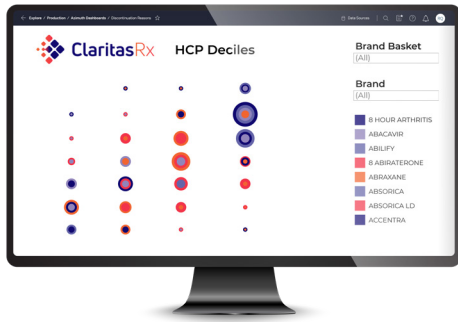 ← Explore / Production / Azimuth Dashboards / Discontinuation Reasons
Data Sources
ClaritasRx
HCP Deciles
Brand Basket
(All)
Brand
(All)
8 HOUR ARTHRITIS
ABACAVIR
ABILIFY
8 ABIRATERONE
ABRAXANE
ABSORICA
ABSORICA LD
ACCENTRA